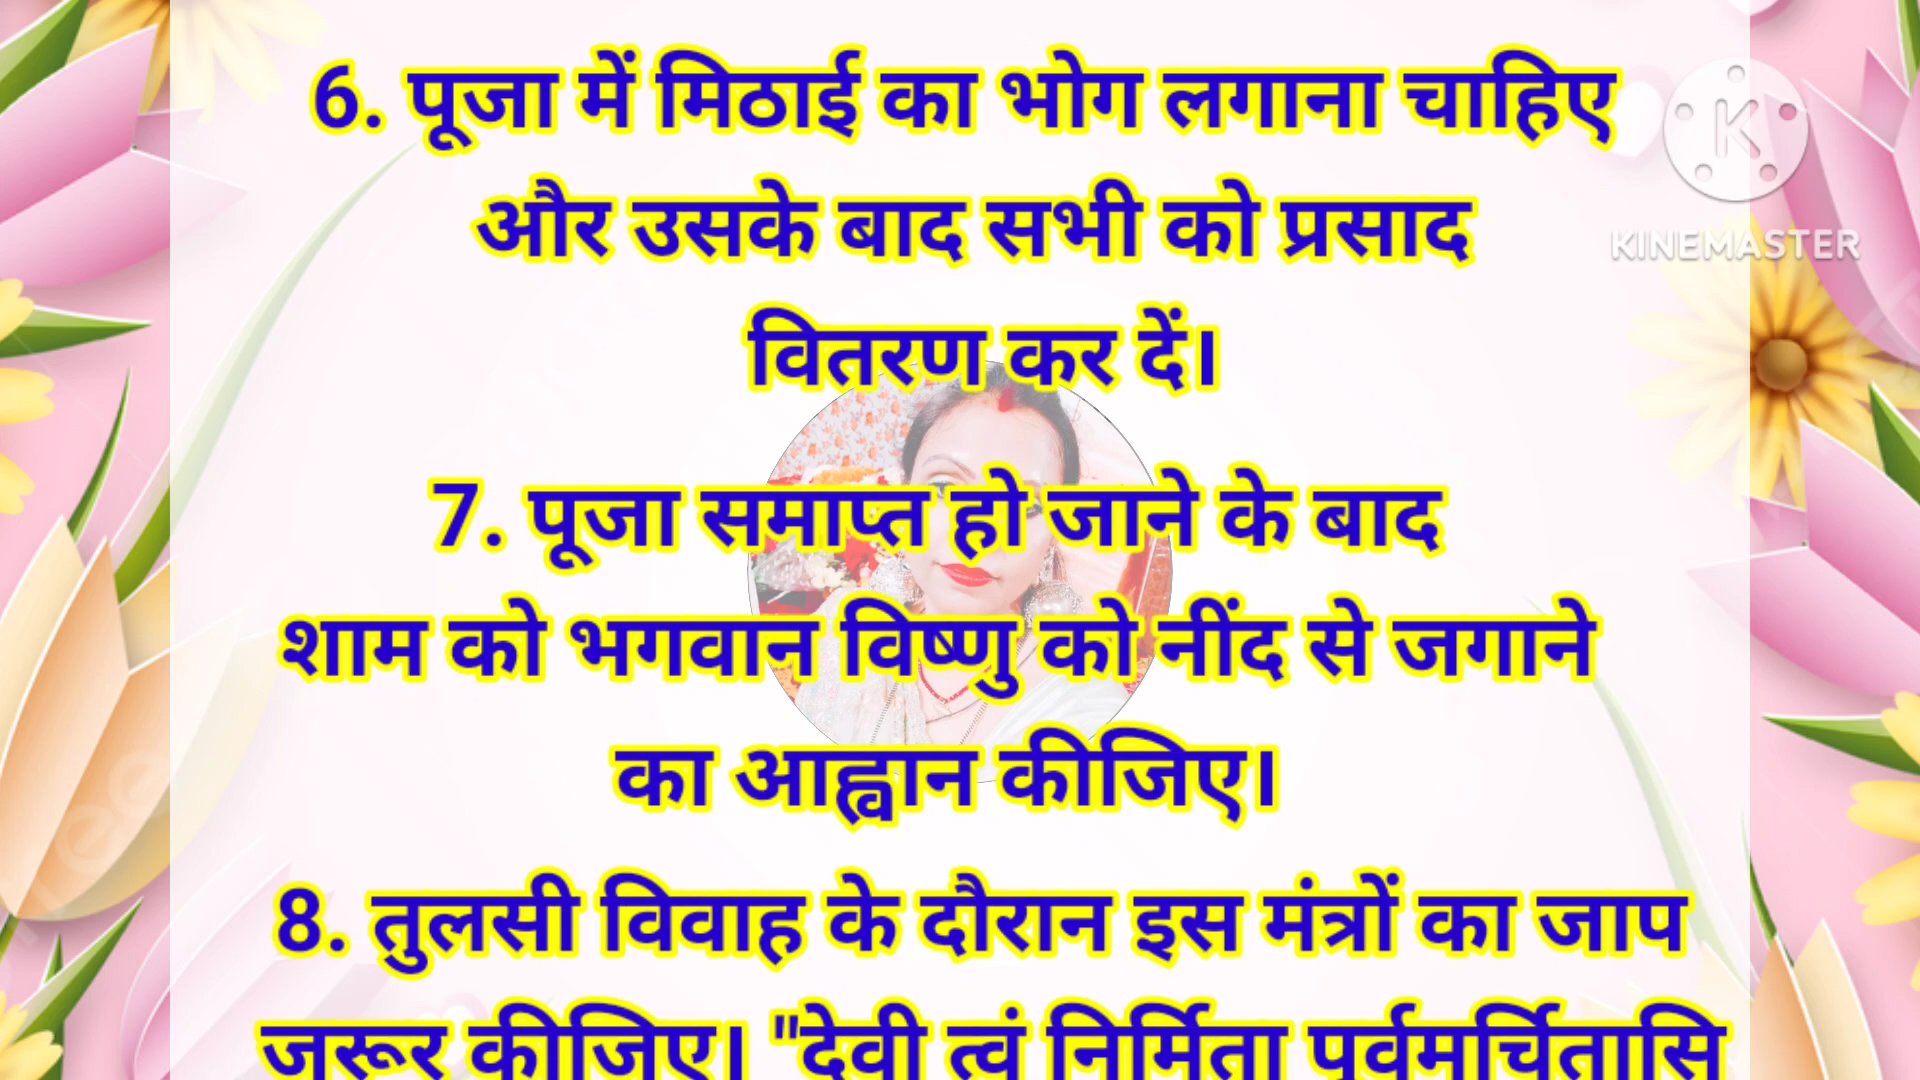 6. पूजा में मिठाई का भोग लगाना चाहिए
और उसके बाद सभी को प्रसाद
वितरण कर दें।
KINEMASTER
7. पूजा समाप्त हो जाने के बाद
शाम को भगवान विष्णु को नींद से जगाने
का आह्वान कीजिए।
8. तुलसी विवाह के दौरान इस मंत्रों का जाप
जरूर कीजिए। "देवी त्वं निर्मिता पूर्वमर्चितासि